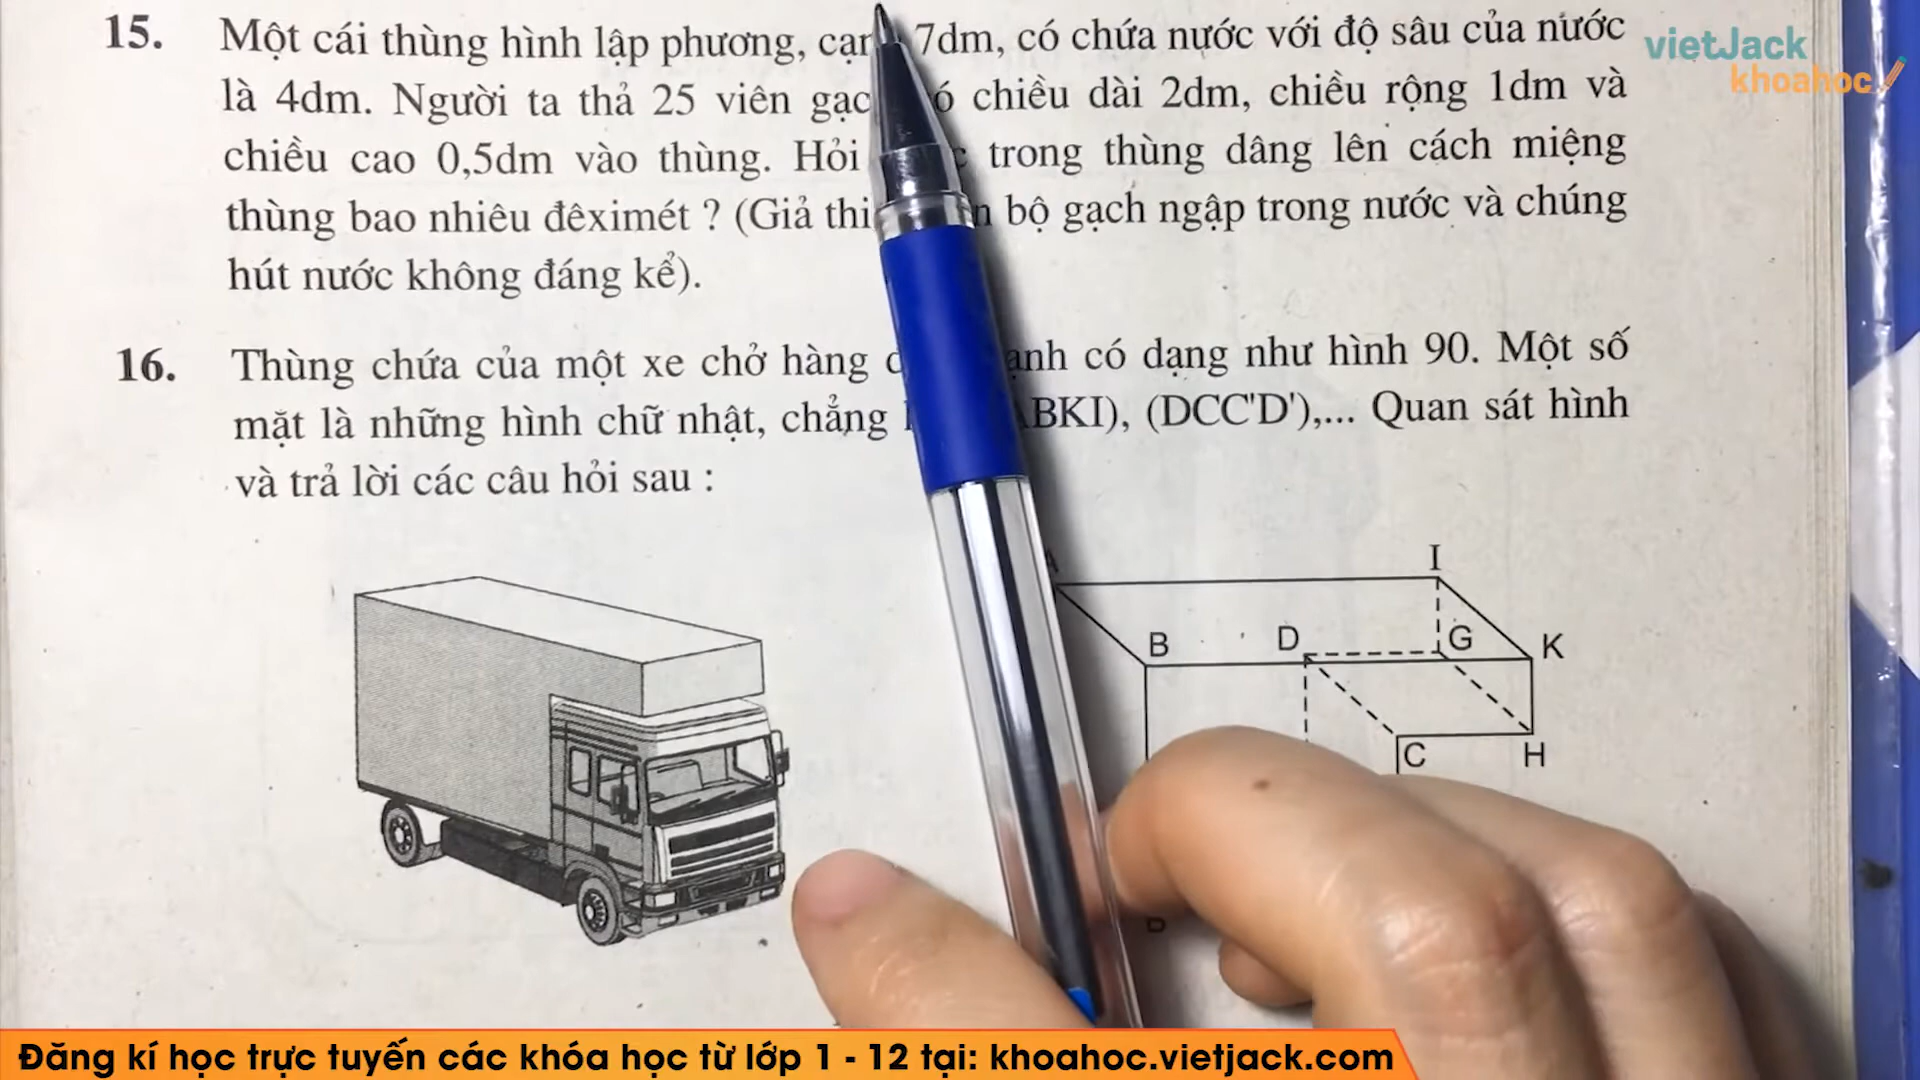 15. Một cái thùng hình lập phương, 7dm, có chứa nước với độ sâu của nước
là 4dm. Người ta thả 25 viên chiều dài 2dm, chiều rộng 1dm và
chiều cao 0,5dm vào thùng. Hỏi trong thùng dâng lên cách miệng
thùng bao nhiêu đêximét ? (Giả bộ gạch ngập trong nước và chúng
hút nước không đáng kể).
16. Thùng chứa của một xe chở hàng có dạng như hình 90. Một số
mặt là những hình chữ nhật, chẳng (DCC'D'),... Quan sát hình
và trả lời các câu hỏi sau :
I
B D G K
C H
vietJack
khoahoc
Đăng kí học trực tuyến các khóa học từ lớp 1 - 12 tại: khoahoc.vietjack.com